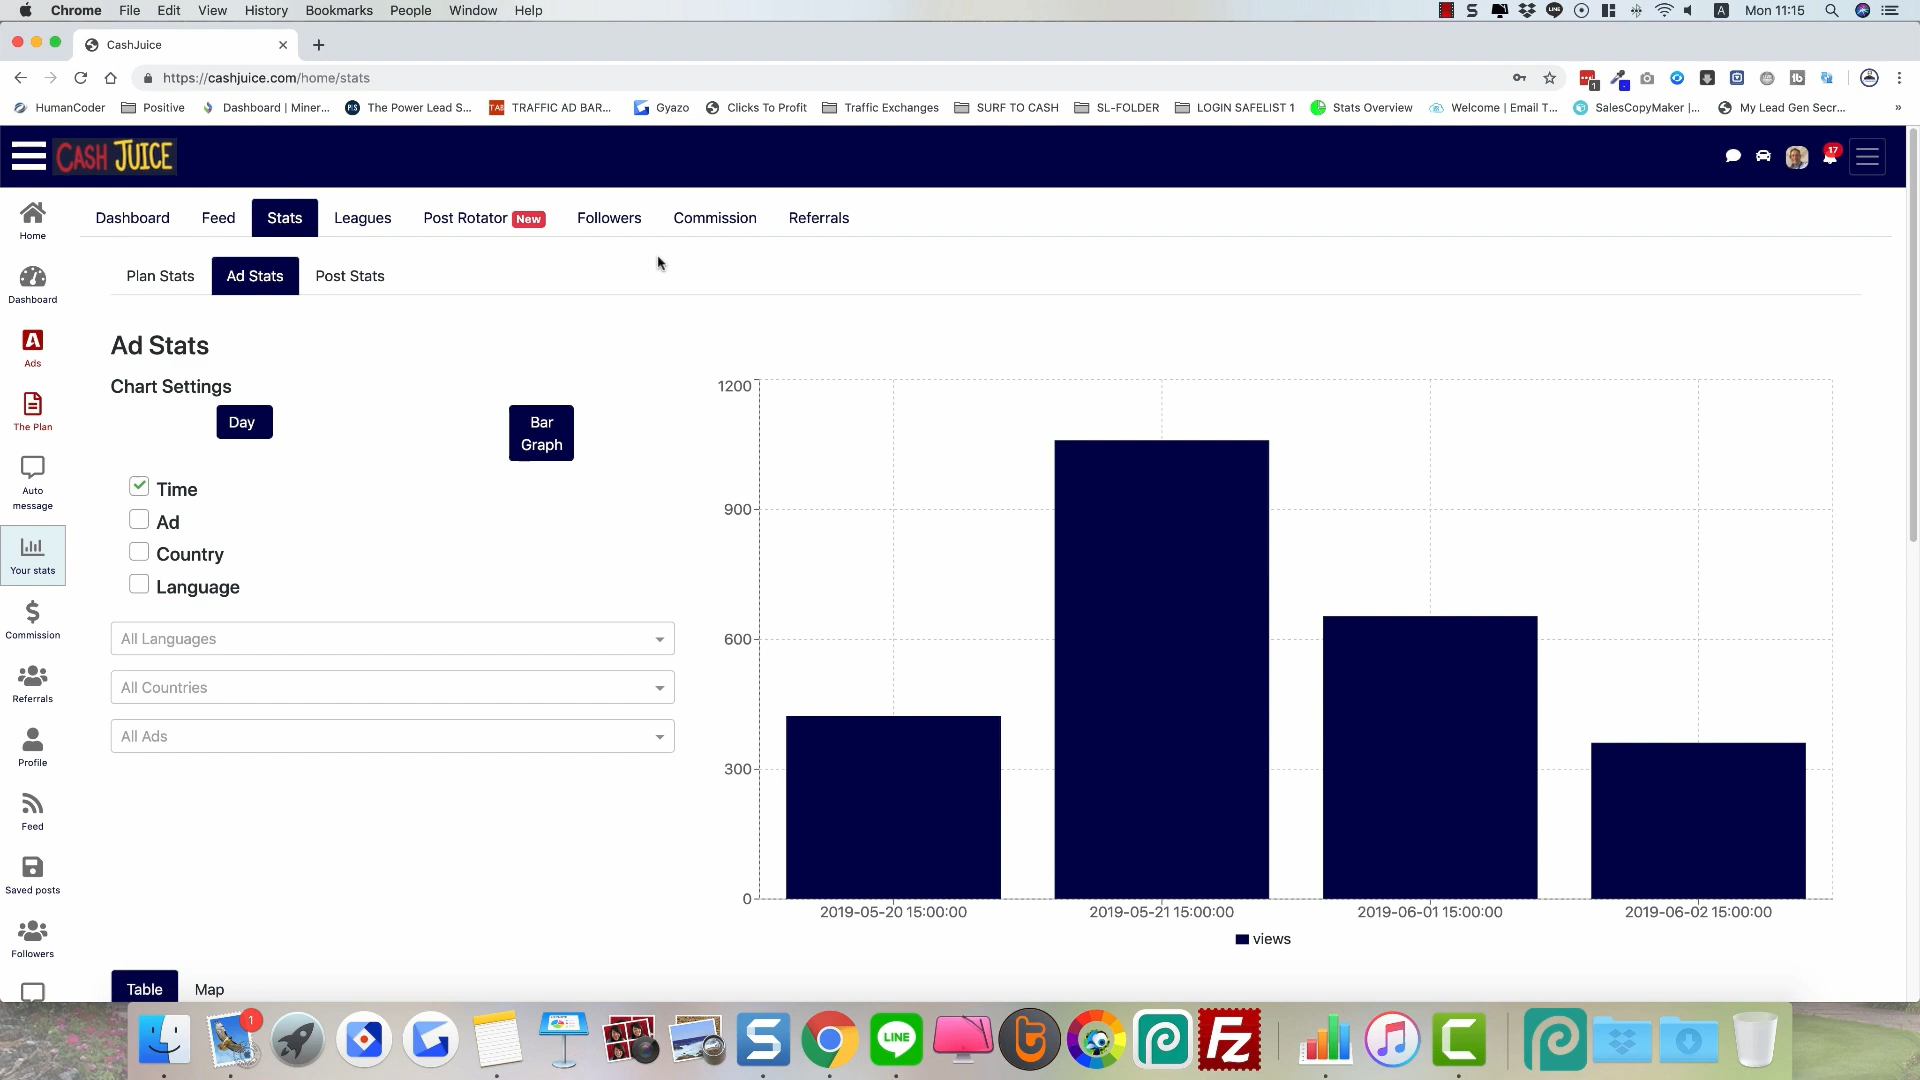 Chrome File Edit View History Bookmarks People Window Help Mon 11:15
CashJuice
https://cashjuice.com/home/stats
HumanCoder Positive Dashboard | Miner... The Power Lead S... TRAFFIC AD BAR... Gyazo Clicks To Profit Traffic Exchanges SURF TO CASH SL-FOLDER LOGIN SAFELIST 1 Stats Overview Welcome | Email T... SalesCopyMaker |... My Lead Gen Secr... »
CASH JUICE 17
Dashboard Feed Stats Leagues Post Rotator New Followers Commission Referrals
Home
Plan Stats Ad Stats Post Stats
Dashboard
Ad Stats
Ads
Chart Settings
Day Bar
Graph
The Plan
Time
Auto
message
Ad
Country
Your stats
Language
Commission
All Languages
All Countries
Referrals
All Ads
Profile
Feed
Saved posts
Followers
1200
900
600
300
0
2019-05-20 15:00:00 2019-05-21 15:00:00 2019-06-01 15:00:00 2019-06-02 15:00:00
views
Table Map
1
LINE